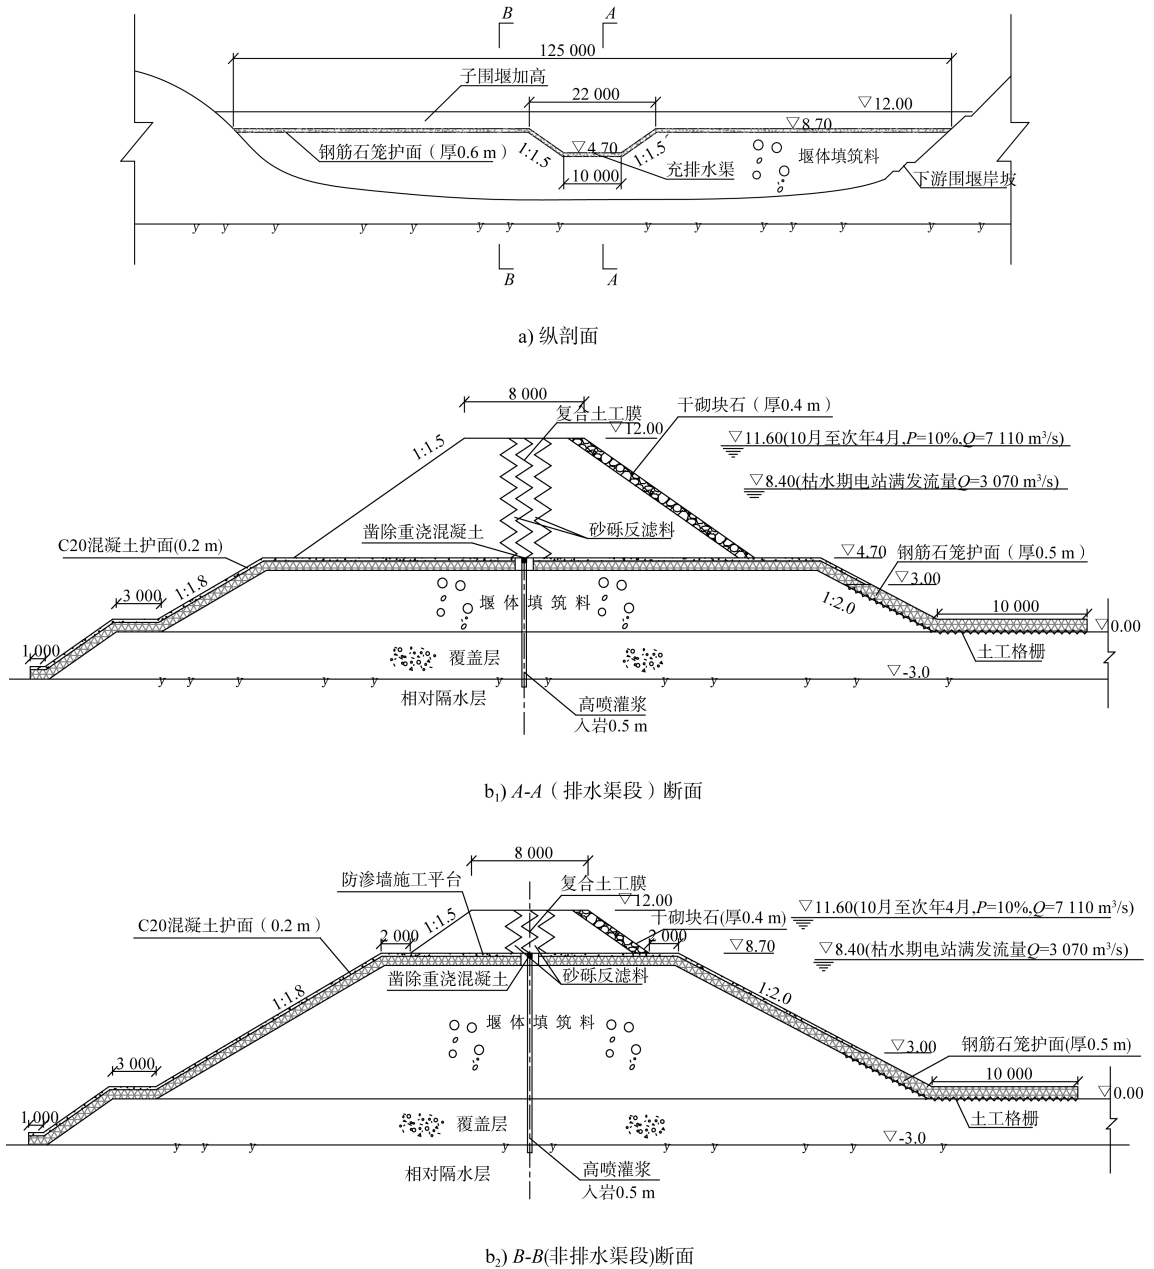 B A
125 000
子围堰加高
22 000
▽12.00
▽8.70
钢筋石笼护面（厚0.6 m）
1:1.5
▽4.70
1:1.5
堰体填筑料
充排水渠
10 000
下游围堰岸坡
y y y y y y y y y y y y y y
B A
a) 纵剖面
8 000
复合土工膜
干砌块石（厚0.4 m）
▽12.00
1:1.5
▽11.60(10月至次年4月,P=10%,Q=7 110 m³/s)
▽8.40(枯水期电站满发流量Q=3 070 m³/s)
凿除重浇混凝土
砂砾反滤料
C20混凝土护面(0.2 m)
▽4.70 钢筋石笼护面（厚0.5 m）
▽3.00
1:1.8
3 000
堰体填筑料
1:2.0
10 000
▽0.00
1,000
覆盖层
土工格栅
▽-3.0
y y y y y y y y y y y y
相对隔水层
高喷灌浆
入岩0.5 m
b₁) A-A（排水渠段）断面
8 000
防渗墙施工平台
复合土工膜
▽12.00
C20混凝土护面（0.2 m）
1:1.5
干砌块石(厚0.4 m)
▽11.60(10月至次年4月,P=10%,Q=7 110 m³/s)
2 000
2 000
▽8.70
▽8.40(枯水期电站满发流量Q=3 070 m³/s)
凿除重浇混凝土
砂砾反滤料
1:1.8
1:2.0
堰体填筑料
▽3.00
钢筋石笼护面(厚0.5 m)
3 000
10 000
▽0.00
1,000
覆盖层
土工格栅
▽-3.0
y y y y y y y y y y
相对隔水层
高喷灌浆
入岩0.5 m
b₂) B-B(非排水渠段)断面